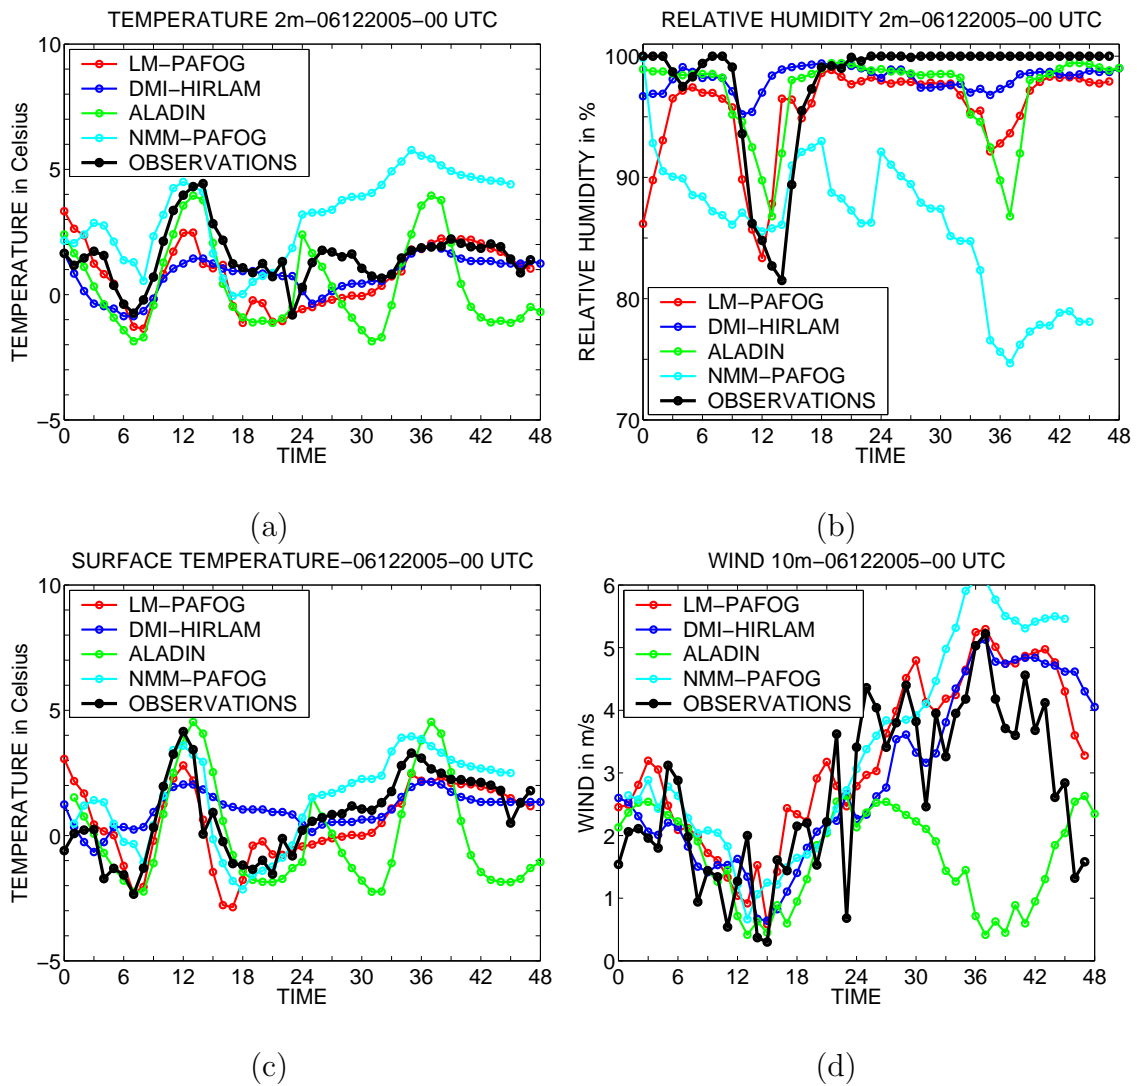 TEMPERATURE 2m−06122005−00 UTC
10
5
0
−5
TEMPERATURE in Celsius
LM−PAFOG
DMI−HIRLAM
ALADIN
NMM−PAFOG
OBSERVATIONS
0 6 12 18 24 30 36 42 48
TIME
(a)
RELATIVE HUMIDITY 2m−06122005−00 UTC
100
90
80
70
RELATIVE HUMIDITY in %
LM−PAFOG
DMI−HIRLAM
ALADIN
NMM−PAFOG
OBSERVATIONS
0 6 12 18 24 30 36 42 48
TIME
(b)
SURFACE TEMPERATURE−06122005−00 UTC
10
5
0
−5
TEMPERATURE in Celsius
LM−PAFOG
DMI−HIRLAM
ALADIN
NMM−PAFOG
OBSERVATIONS
0 6 12 18 24 30 36 42 48
TIME
(c)
WIND 10m−06122005−00 UTC
6
5
4
3
2
1
0
WIND in m/s
LM−PAFOG
DMI−HIRLAM
ALADIN
NMM−PAFOG
OBSERVATIONS
0 6 12 18 24 30 36 42 48
TIME
(d)